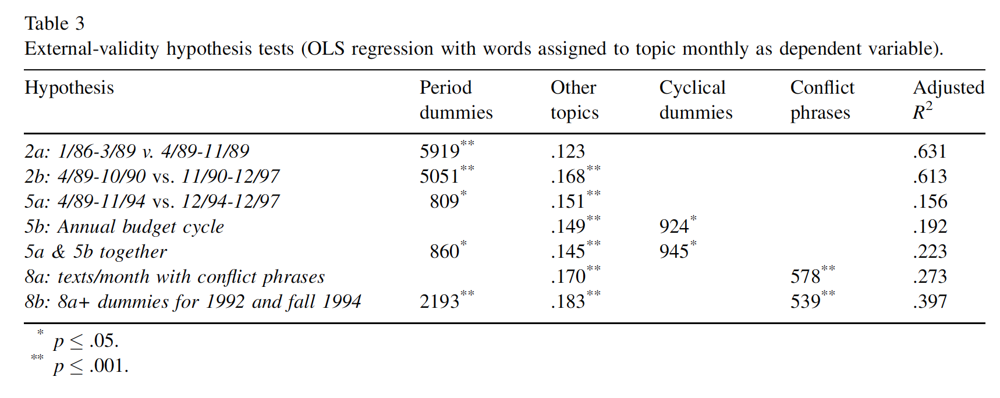 Table 3
External-validity hypothesis tests (OLS regression with words assigned to topic monthly as dependent variable).
Hypothesis Period dummies Other topics Cyclical dummies Conflict phrases Adjusted R²
2a: 1/86-3/89 v. 4/89-11/89 5919** .123 .631
2b: 4/89-10/90 vs. 11/90-12/97 5051** .168** .613
5a: 4/89-11/94 vs. 12/94-12/97 809* .151** .156
5b: Annual budget cycle .149** 924* .192
5a & 5b together 860* .145** 945* .223
8a: texts/month with conflict phrases .170** 578** .273
8b: 8a+ dummies for 1992 and fall 1994 2193** .183** 539** .397
* p ≤ .05.
** p ≤ .001.